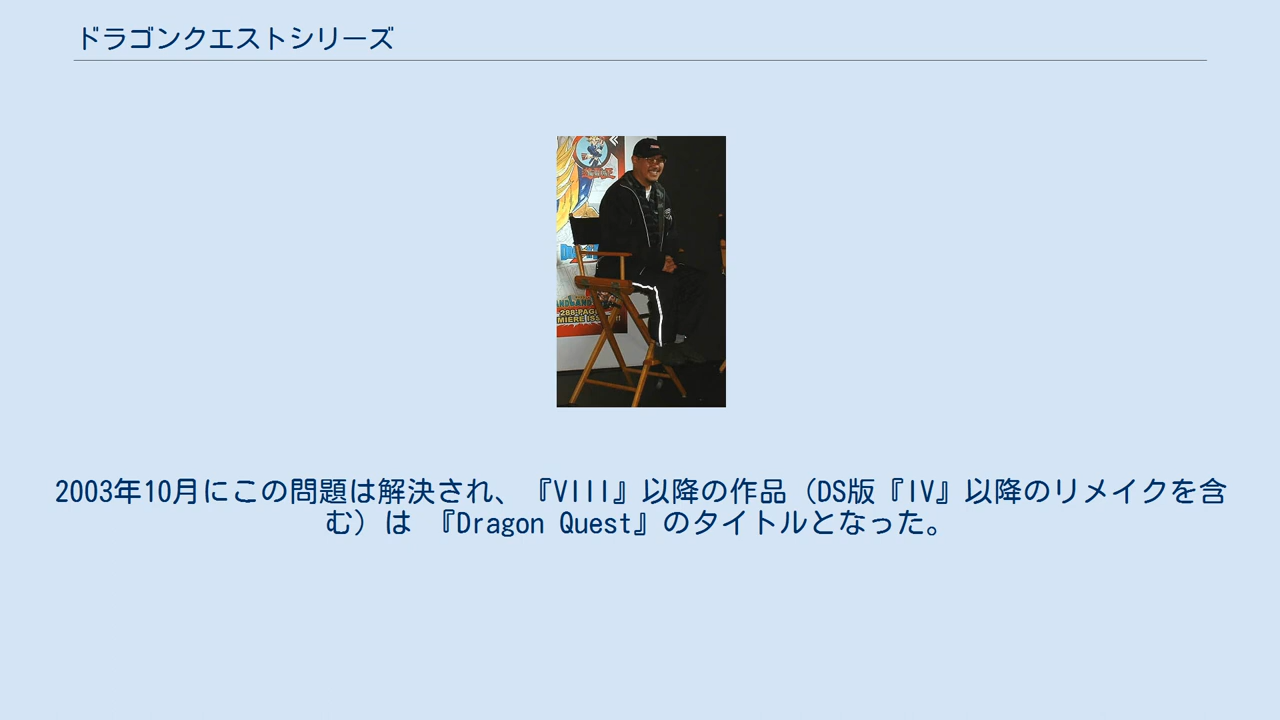 ドラゴンクエストシリーズ
288-PAGE
2003年10月にこの問題は解決され、『VIII』以降の作品（DS版『IV』以降のリメイクを含
む）は 『Dragon Quest』のタイトルとなった。